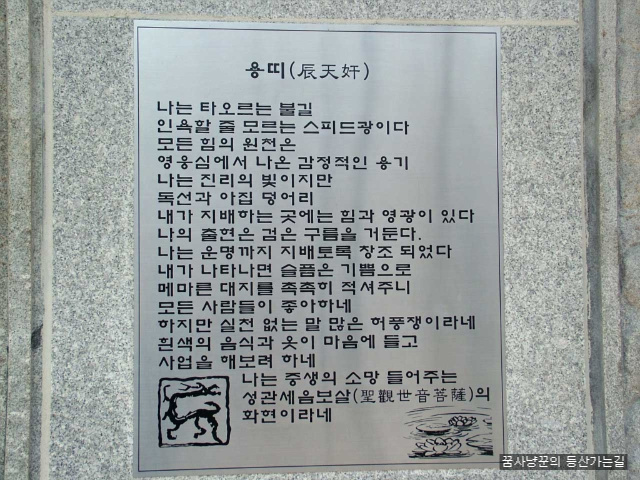 용띠(辰天奸)
나는 타오르는 불길
인욕할 줄 모르는 스피드광이다
모든 힘의 원천은
영웅심에서 나온 감정적인 용기
나는 진리의 빛이지만
독선과 아집 덩어리
내가 지배하는 곳에는 힘과 영광이 있다
나의 출현은 검은 구름을 거둔다.
나는 운명까지 지배토록 창조 되었다
내가 나타나면 슬픔은 기쁨으로
메마른 대지를 촉촉히 적셔주니
모든 사람들이 좋아하네
하지만 실천 없는 말 많은 허풍쟁이라네
흰색의 음식과 옷이 마음에 들고
사업을 해보려 하네
나는 중생의 소망 들어주는
성관세음보살(聖觀世音菩薩)의
화현이라네
꿈사냥꾼의 등산가는길